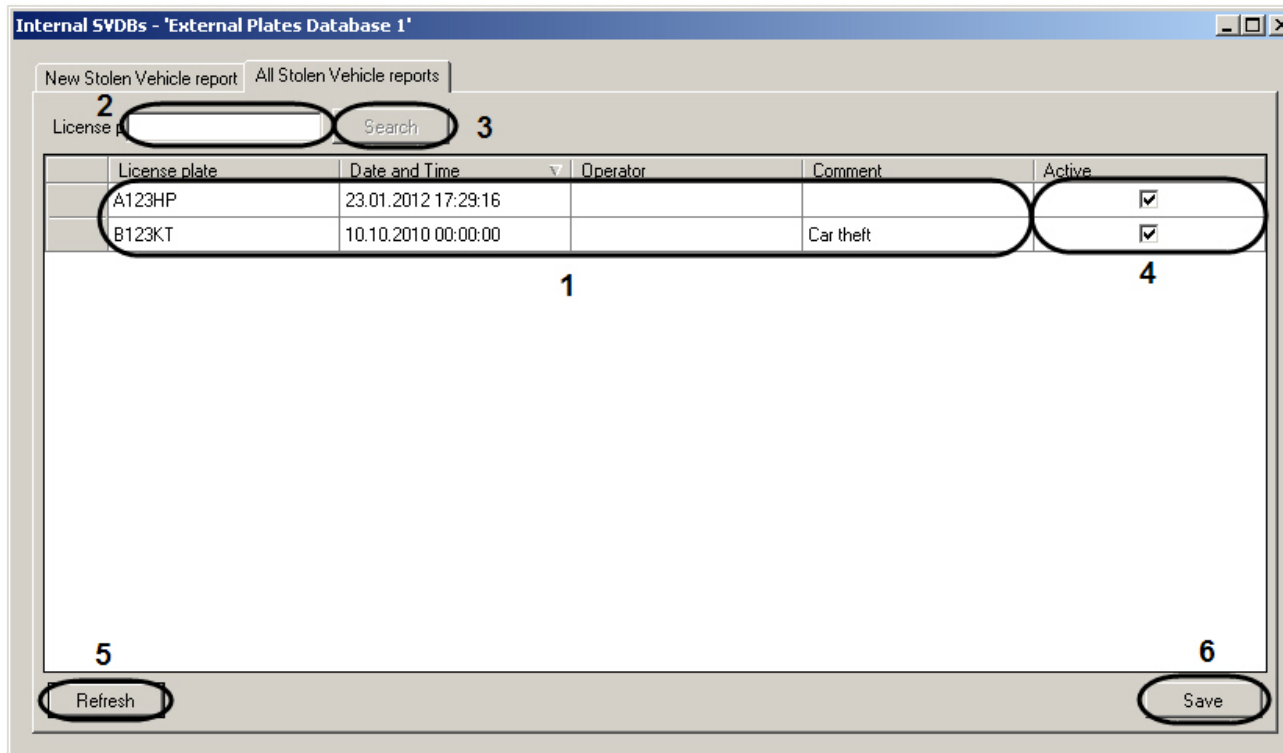 Internal SVDBs - 'External Plates Database 1'
New Stolen Vehicle report All Stolen Vehicle reports
2
License p Search 3
License plate Date and Time Operator Comment Active
A123HP 23.01.2012 17:29:16
B123KT 10.10.2010 00:00:00 Car theft
1 4
5 6
Refresh Save